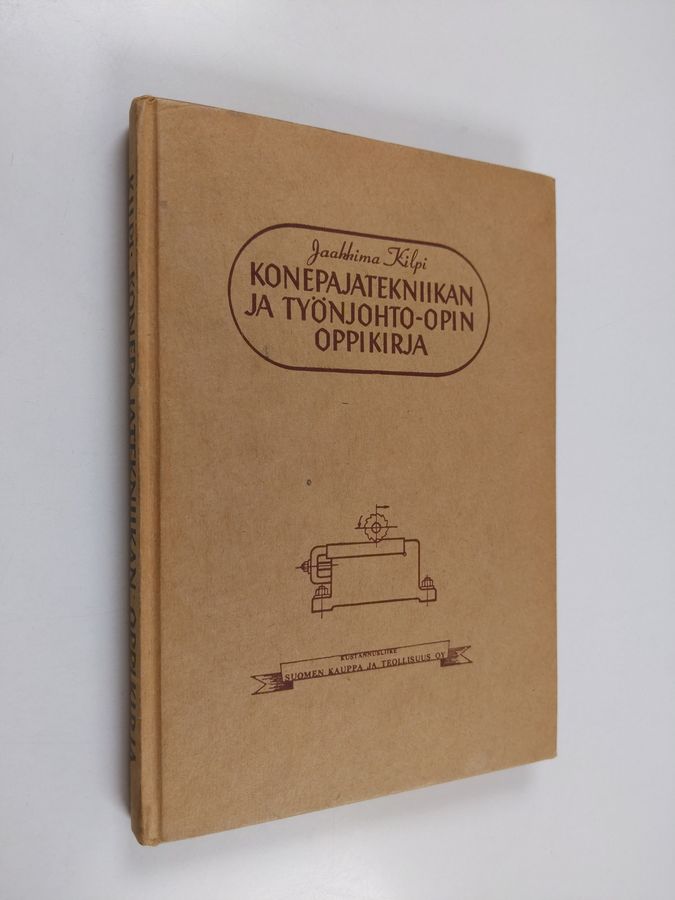 Jaakkima Kilpi
KONEPAJATEKNIIKAN
JA TYÖNJOHTO-OPIN
OPPIKIRJA
KUSTANNUSLIIKE
SUOMEN KAUPPA JA TEOLLISUUS OY
KILPI: KONEPAJATEKNIIKAN OPPIKIRJA